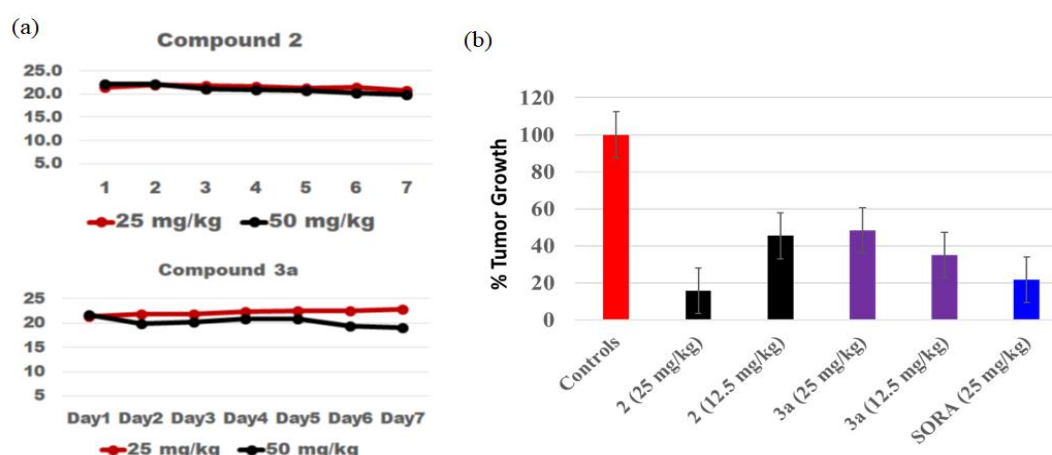 (a)
Compound 2
25.0
20.0
15.0
10.0
5.0
1 2 3 4 5 6 7
25 mg/kg 50 mg/kg
Compound 3a
25
20
15
10
5
Day1 Day2 Day3 Day4 Day5 Day6 Day7
25 mg/kg 50 mg/kg
(b)
% Tumor Growth
120
100
80
60
40
20
0
Controls
2 (25 mg/kg)
2 (12.5 mg/kg)
3a (25 mg/kg)
3a (12.5 mg/kg)
SORA (25 mg/kg)